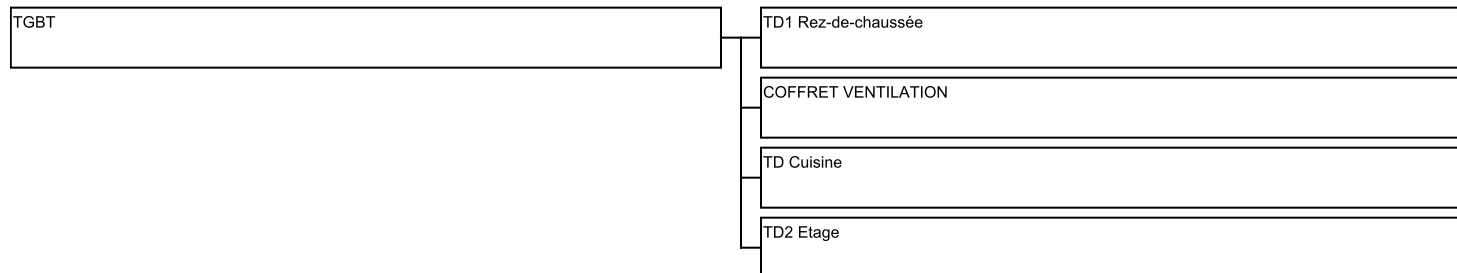 TGBT
TD1 Rez-de-chaussée
COFFRET VENTILATION
TD Cuisine
TD2 Etage